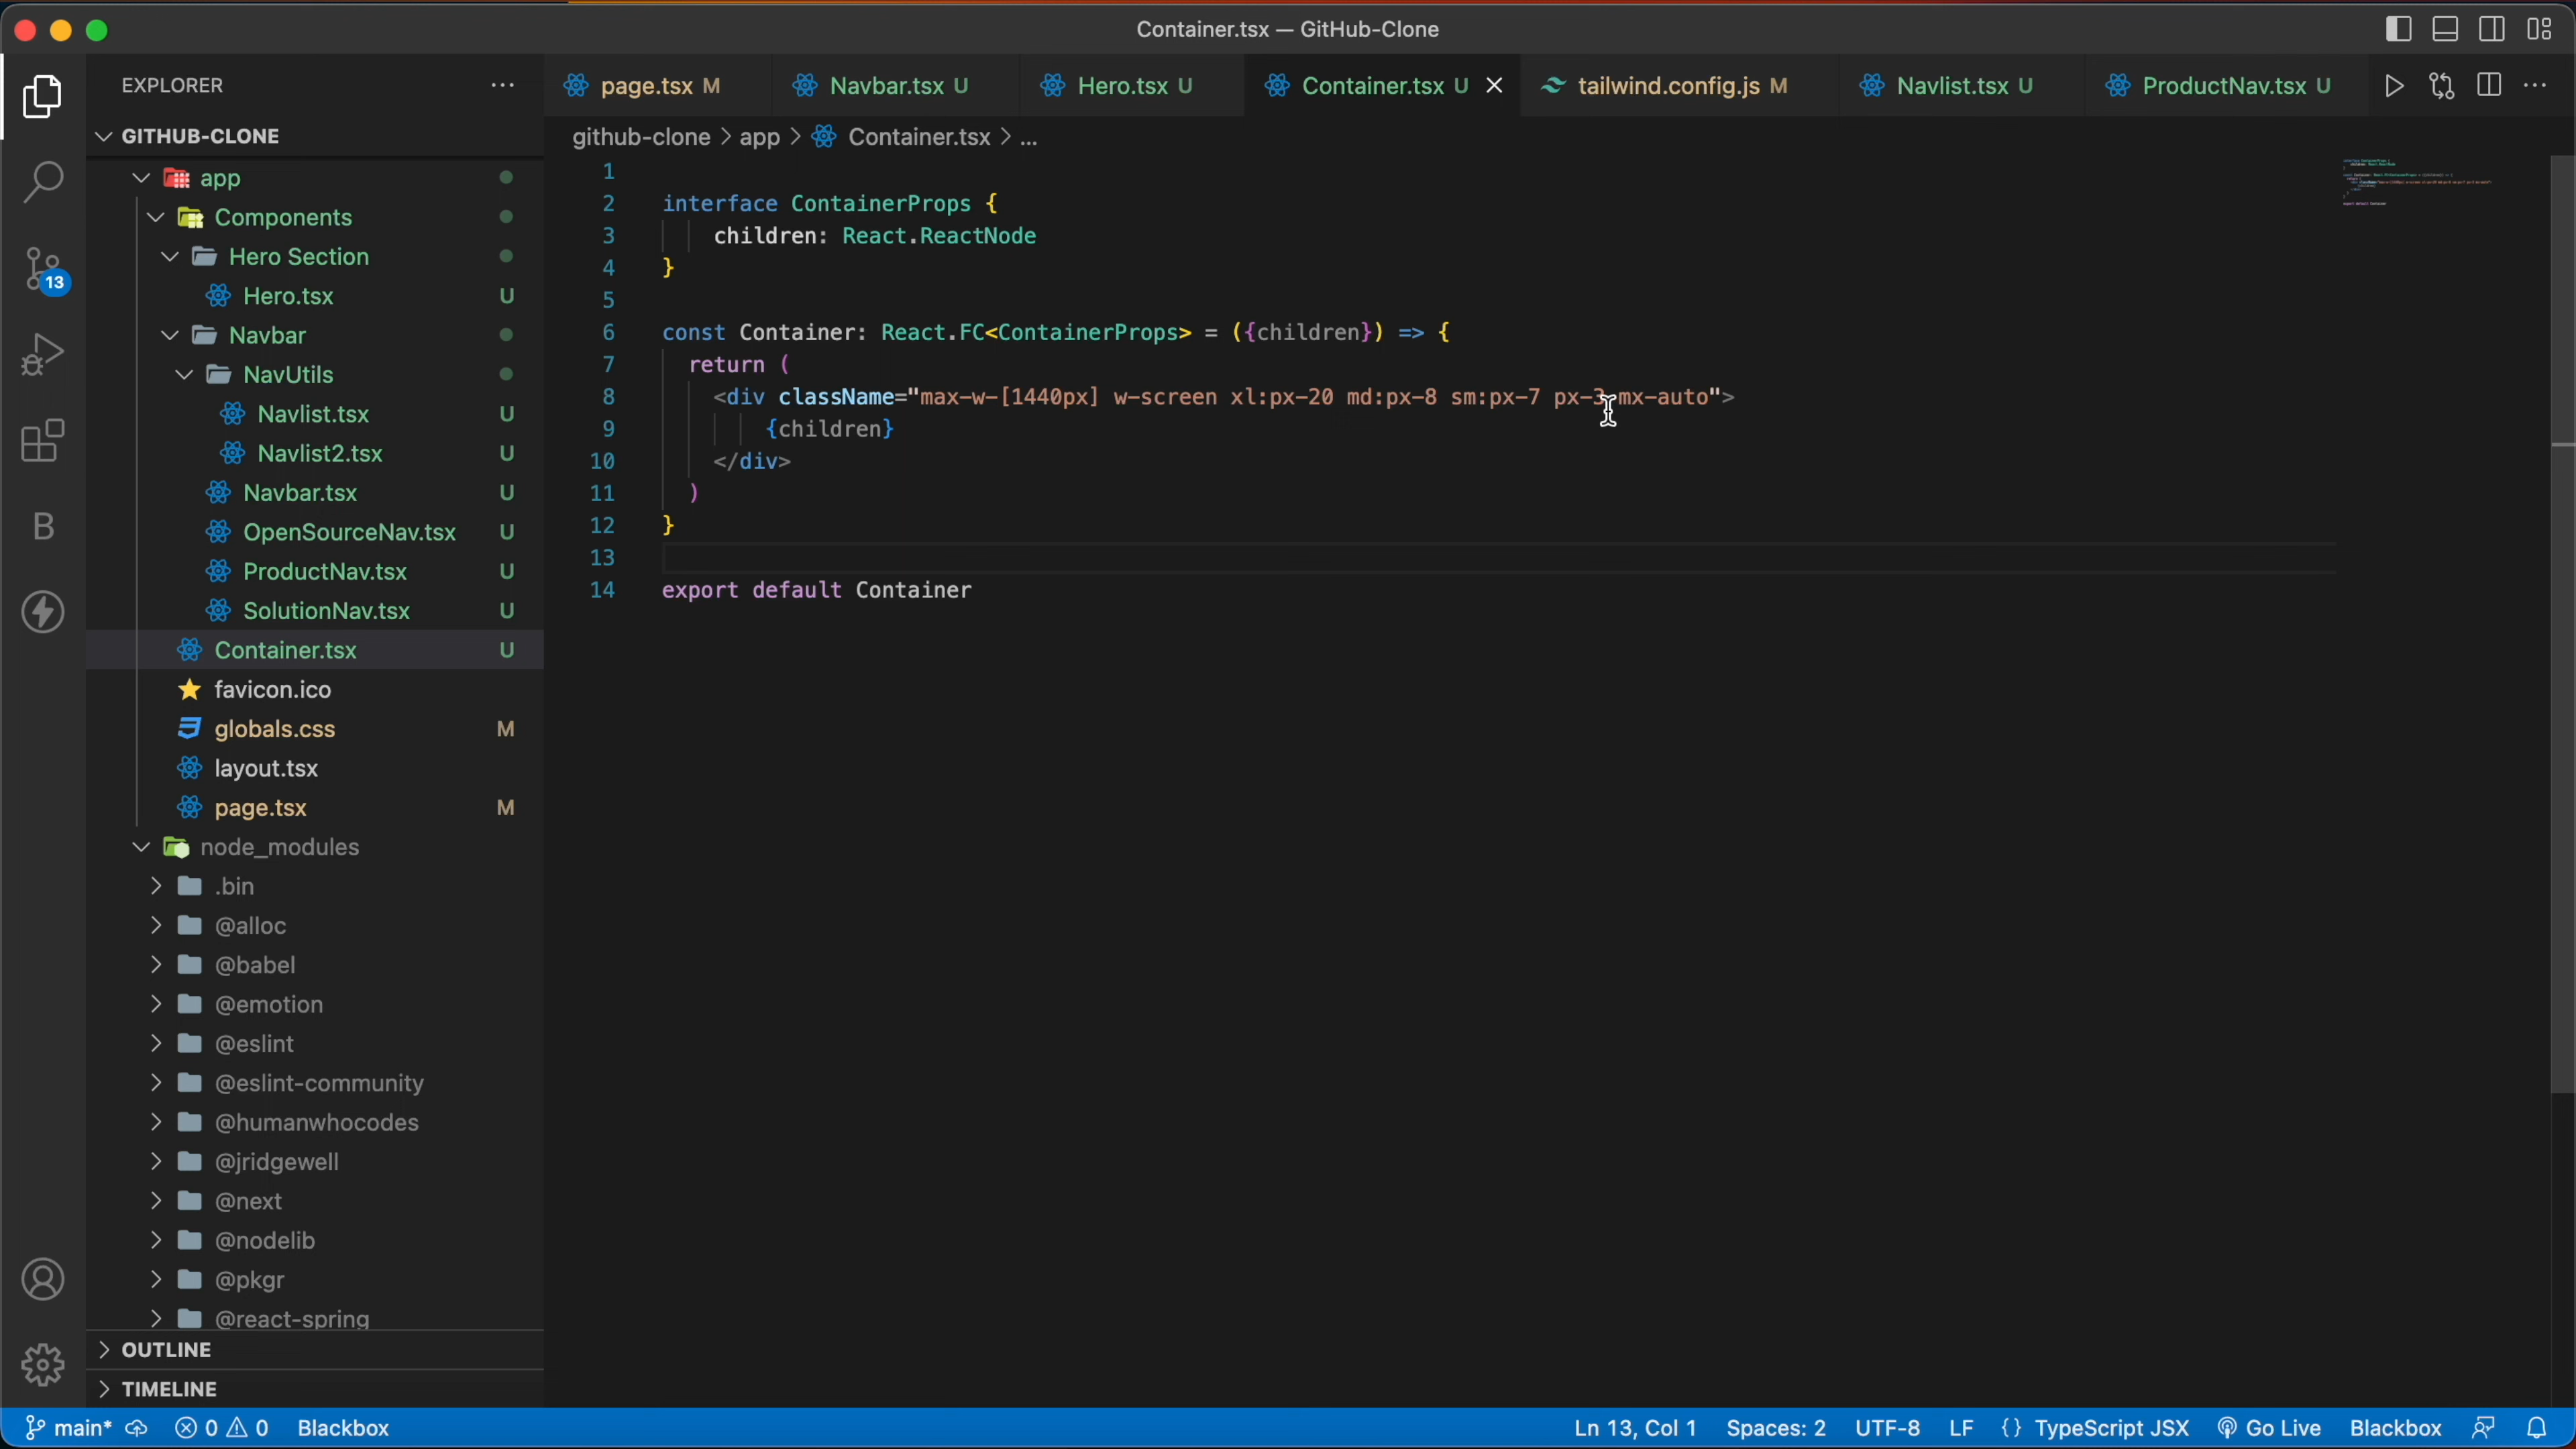 Container.tsx — GitHub-Clone
EXPLORER
GITHUB-CLONE
app
Components
Hero Section
Hero.tsx U
Navbar
NavUtils
Navlist.tsx U
Navlist2.tsx U
Navbar.tsx U
OpenSourceNav.tsx U
ProductNav.tsx U
SolutionNav.tsx U
Container.tsx U
favicon.ico
globals.css M
layout.tsx
page.tsx M
node_modules
.bin
@alloc
@babel
@emotion
@eslint
@eslint-community
@humanwhocodes
@jridgewell
@next
@nodelib
@pkgr
@react-spring
OUTLINE
TIMELINE
13
B
page.tsx M Navbar.tsx U Hero.tsx U Container.tsx U tailwind.config.js M Navlist.tsx U ProductNav.tsx U
github-clone > app > Container.tsx > ...
1
2 interface ContainerProps {
3 children: React.ReactNode
4 }
5
6 const Container: React.FC<ContainerProps> = ({children}) => {
7 return (
8 <div className="max-w-[1440px] w-screen xl:px-20 md:px-8 sm:px-7 px-3 mx-auto">
9 {children}
10 </div>
11 )
12 }
13
14 export default Container
main* 0 0 Blackbox Ln 13, Col 1 Spaces: 2 UTF-8 LF {} TypeScript JSX Go Live Blackbox